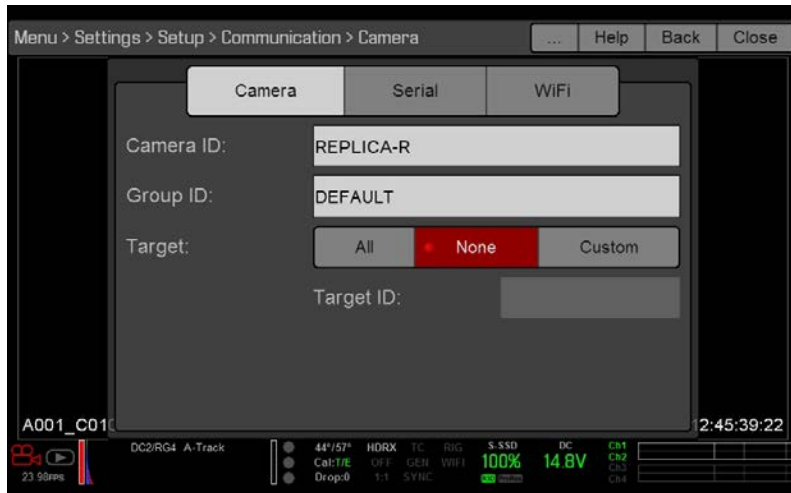 Menu > Settings > Setup > Communication > Camera ... Help Back Close
Camera Serial WiFi
Camera ID: REPLICA-R
Group ID: DEFAULT
Target: All None Custom
Target ID:
A001_C01 2:45:39:22
DC2/RG4 A-Track 44°/57° HDRX TC RIG S-SSD DC Ch1
Cal:T/E OFF GEN WIFI 100% 14.8V Ch2
Ch3
23.98FPS Drop:0 1:1 SYNC Ch4